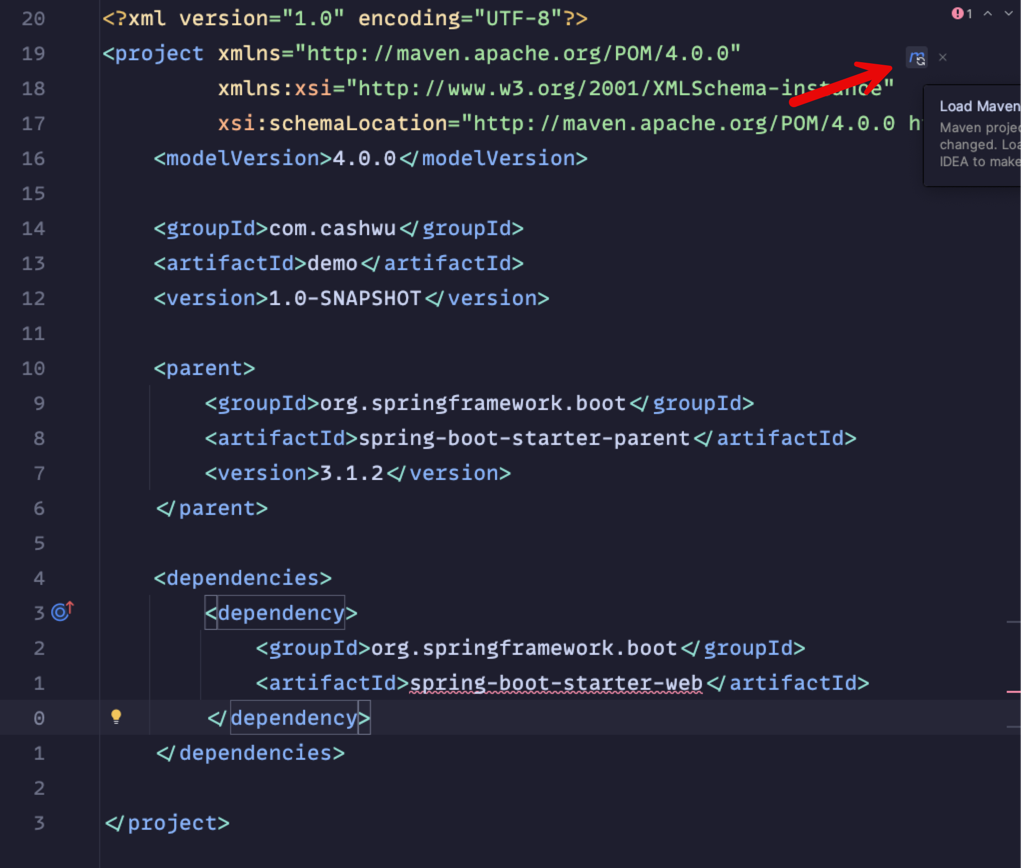 1
20 <?xml version="1.0" encoding="UTF-8"?>
19 <project xmlns="http://maven.apache.org/POM/4.0.0"
18 xmlns:xsi="http://www.w3.org/2001/XMLSchema-instance"
17 xsi:schemaLocation="http://maven.apache.org/POM/4.0.0
Load Maven
Maven
changed.
IDEA to make
16 <modelVersion>4.0.0</modelVersion>
15
14 <groupId>com.cashwu</groupId>
13 <artifactId>demo</artifactId>
12 <version>1.0-SNAPSHOT</version>
11
10 <parent>
9 <groupId>org.springframework.boot</groupId>
8 <artifactId>spring-boot-starter-parent</artifactId>
7 <version>3.1.2</version>
6 </parent>
5
4 <dependencies>
3 <dependency>
2 <groupId>org.springframework.boot</groupId>
1 <artifactId>spring-boot-starter-web</artifactId>
0 </dependency>
1 </dependencies>
2
3 </project>